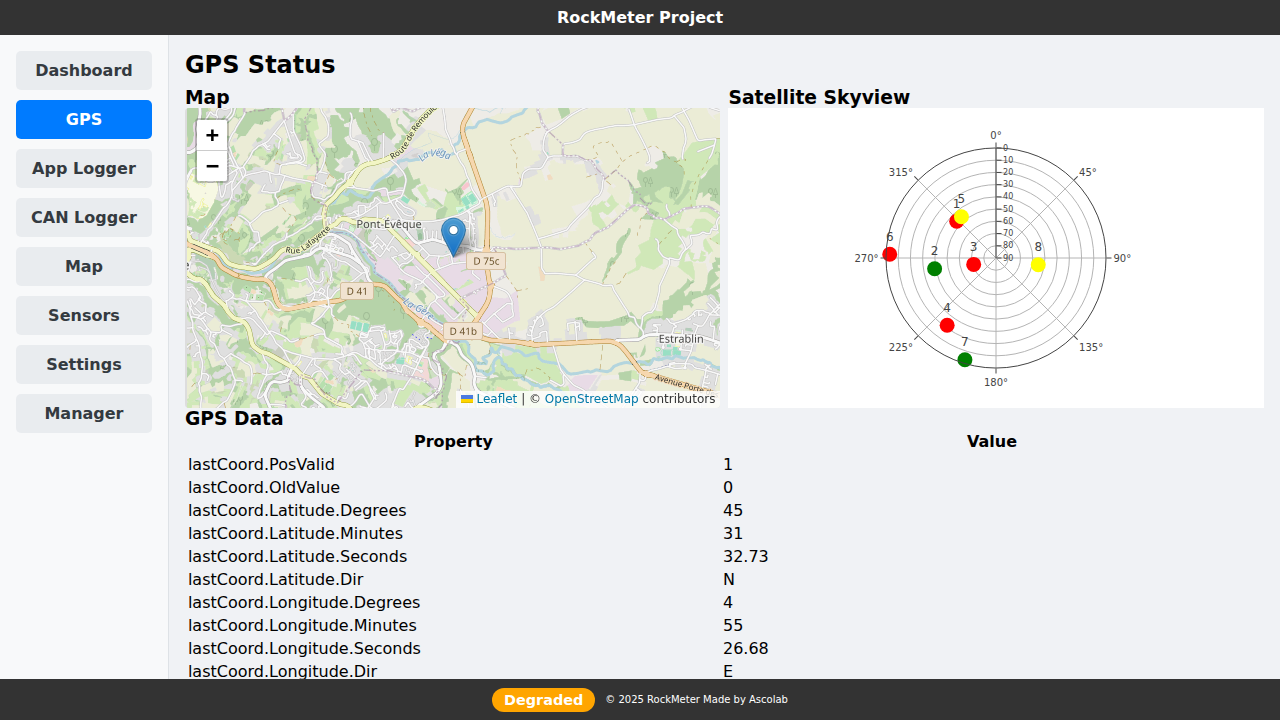 RockMeter Project
Dashboard
GPS
App Logger
CAN Logger
Map
Sensors
Settings
Manager
GPS Status
Map
+
−
Route de Remoule
La Véga
Pont-Évêque
Rue Lafayette
D 75c
D 41
La Gère
D 41b
Estrablin
Avenue Porte
Leaflet | © OpenStreetMap contributors
Satellite Skyview
0°
45°
90°
135°
180°
225°
270°
315°
0
10
20
30
40
50
60
70
80
90
1
5
6
2
3
8
4
7
GPS Data
Property Value
lastCoord.PosValid 1
lastCoord.OldValue 0
lastCoord.Latitude.Degrees 45
lastCoord.Latitude.Minutes 31
lastCoord.Latitude.Seconds 32.73
lastCoord.Latitude.Dir N
lastCoord.Longitude.Degrees 4
lastCoord.Longitude.Minutes 55
lastCoord.Longitude.Seconds 26.68
lastCoord.Longitude.Dir E
Degraded © 2025 RockMeter Made by Ascolab